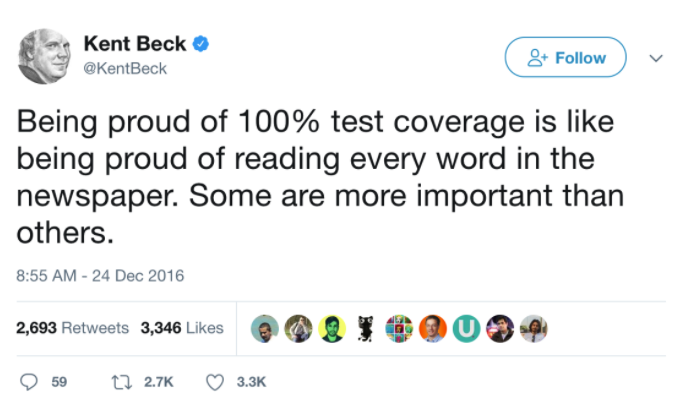 Kent Beck
@KentBeck
Follow
Being proud of 100% test coverage is like
being proud of reading every word in the
newspaper. Some are more important than
others.
8:55 AM - 24 Dec 2016
2,693 Retweets 3,346 Likes
U
59 2.7K 3.3K